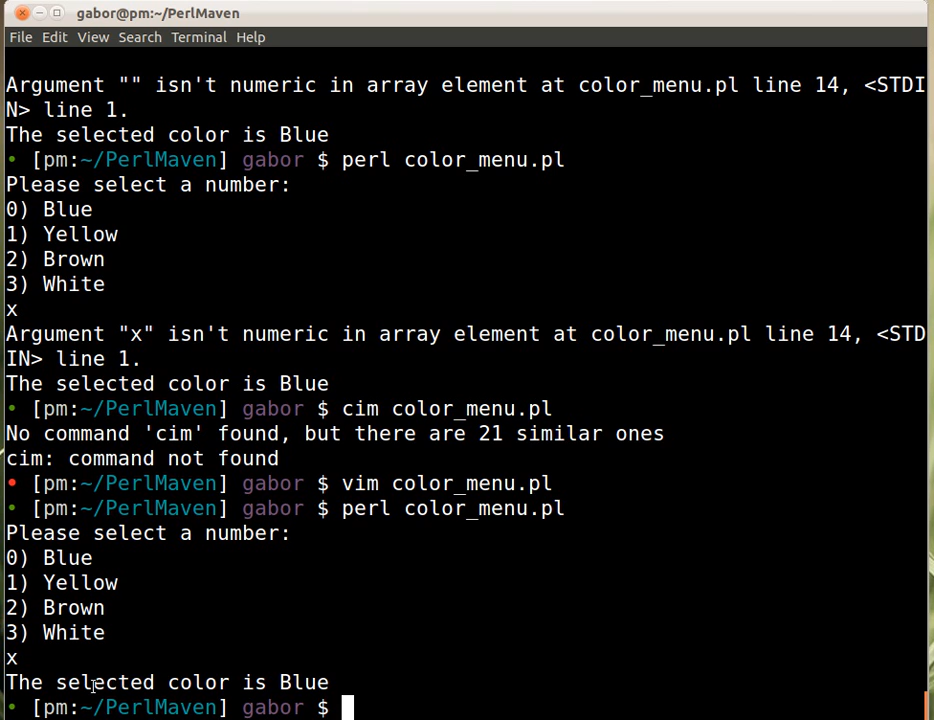 gabor@pm:~/PerlMaven
File Edit View Search Terminal Help
Argument "" isn't numeric in array element at color_menu.pl line 14, <STDI
N> line 1.
The selected color is Blue
• [pm:~/PerlMaven] gabor $ perl color_menu.pl
Please select a number:
0) Blue
1) Yellow
2) Brown
3) White
x
Argument "x" isn't numeric in array element at color_menu.pl line 14, <STD
IN> line 1.
The selected color is Blue
• [pm:~/PerlMaven] gabor $ cim color_menu.pl
No command 'cim' found, but there are 21 similar ones
cim: command not found
• [pm:~/PerlMaven] gabor $ vim color_menu.pl
• [pm:~/PerlMaven] gabor $ perl color_menu.pl
Please select a number:
0) Blue
1) Yellow
2) Brown
3) White
x
The selected color is Blue
• [pm:~/PerlMaven] gabor $